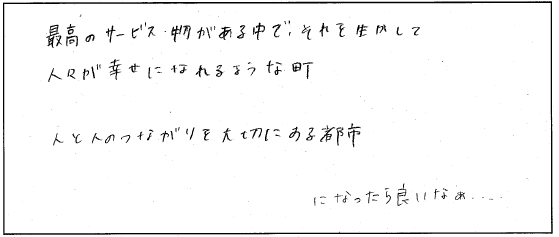 最高のサービス・物がある中で、それを生かして
人々が幸せになれるような町
人と人のつながりを大切にある都市
になったら良いなぁ.....